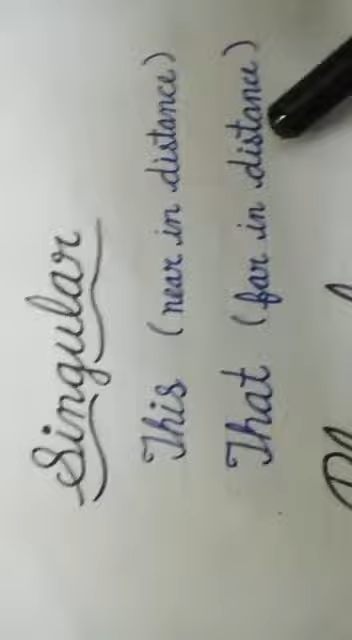 Singular
This (near in distance)
That (far in distance)